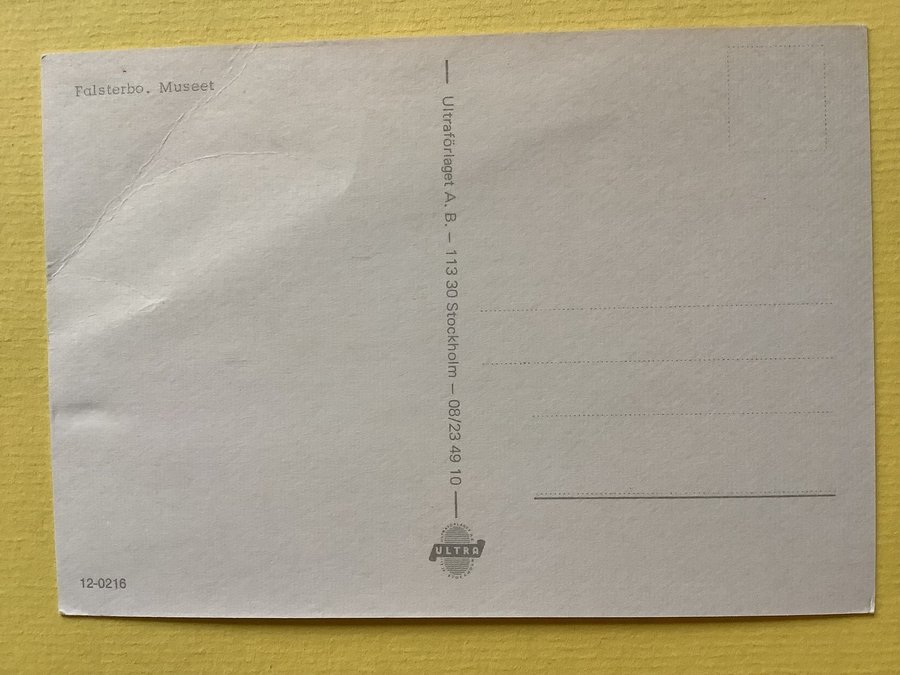 Falsterbo. Museet
— Ultraförlaget A. B. — 113 30 Stockholm — 08/23 49 10 —
ULTRA
12-0216